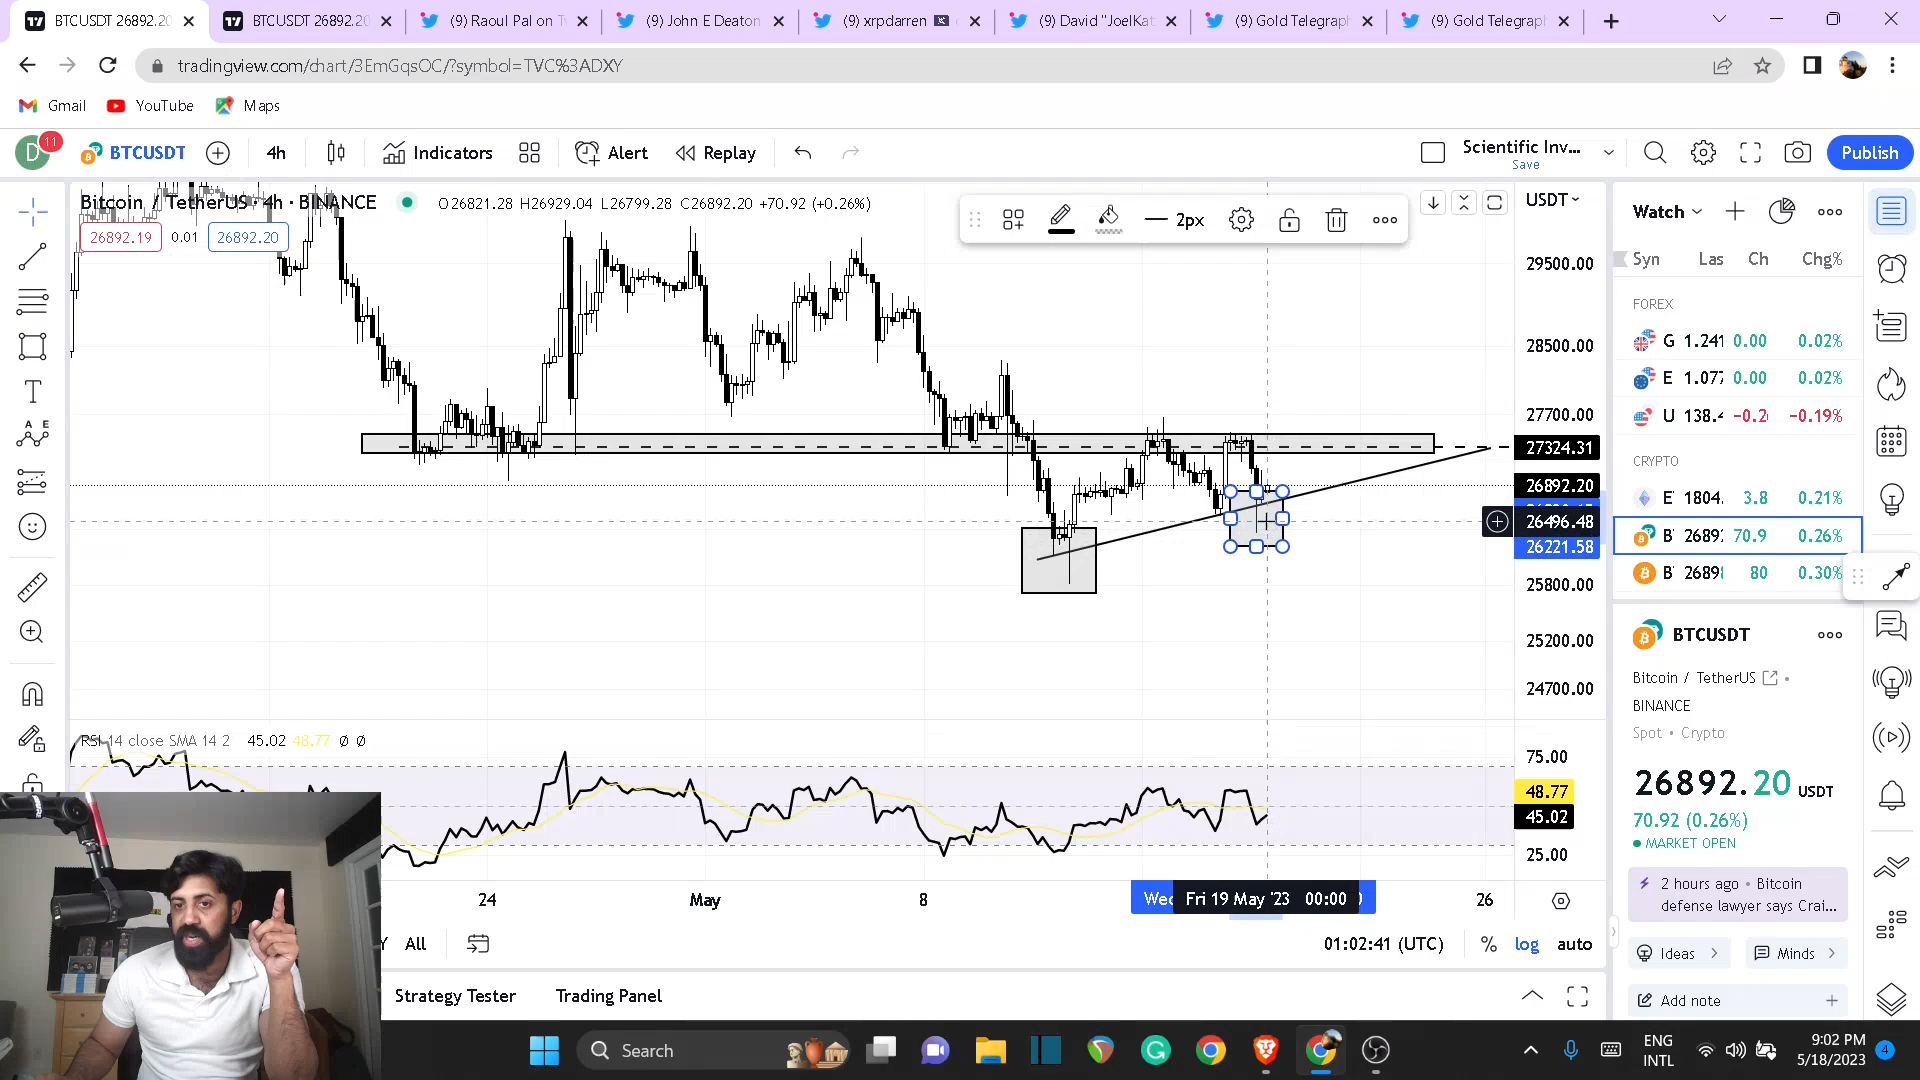 BTCUSDT 26892.20
BTCUSDT 26892.20
(9) Raoul Pal on T
(9) John E Deaton
(9) xrpdarren
(9) David "JoelKat
(9) Gold Telegraph
(9) Gold Telegraph
tradingview.com/chart/3EmGqsOC/?symbol=TVC%3ADXY
Gmail
YouTube
Maps
D
11
BTCUSDT
4h
Indicators
Alert
Replay
Scientific Inv...
Save
Publish
Bitcoin / TetherUS · 4h · BINANCE
O26821.28 H26929.04 L26799.28 C26892.20 +70.92 (+0.26%)
26892.19
0.01
26892.20
2px
USDT
29500.00
28500.00
27700.00
27324.31
26892.20
26496.48
26221.58
25800.00
25200.00
24700.00
RSI 14 close SMA 14 2 45.02 48.77 Ø Ø
75.00
48.77
45.02
25.00
24
May
8
Wed
Fri 19 May '23 00:00
26
Y
All
01:02:41 (UTC)
%
log
auto
Strategy Tester
Trading Panel
Watch
Syn Las Ch Chg%
FOREX
G 1.241 0.00 0.02%
E 1.077 0.00 0.02%
U 138.4 −0.2 −0.19%
CRYPTO
E 1804. 3.8 0.21%
B 2689 70.9 0.26%
B 2689 80 0.30%
BTCUSDT
Bitcoin / TetherUS
BINANCE
Spot • Crypto
26892.20 USDT
70.92 (0.26%)
MARKET OPEN
2 hours ago • Bitcoin
defense lawyer says Crai...
Ideas
Minds
Add note
Search
ENG
INTL
9:02 PM
5/18/2023
4